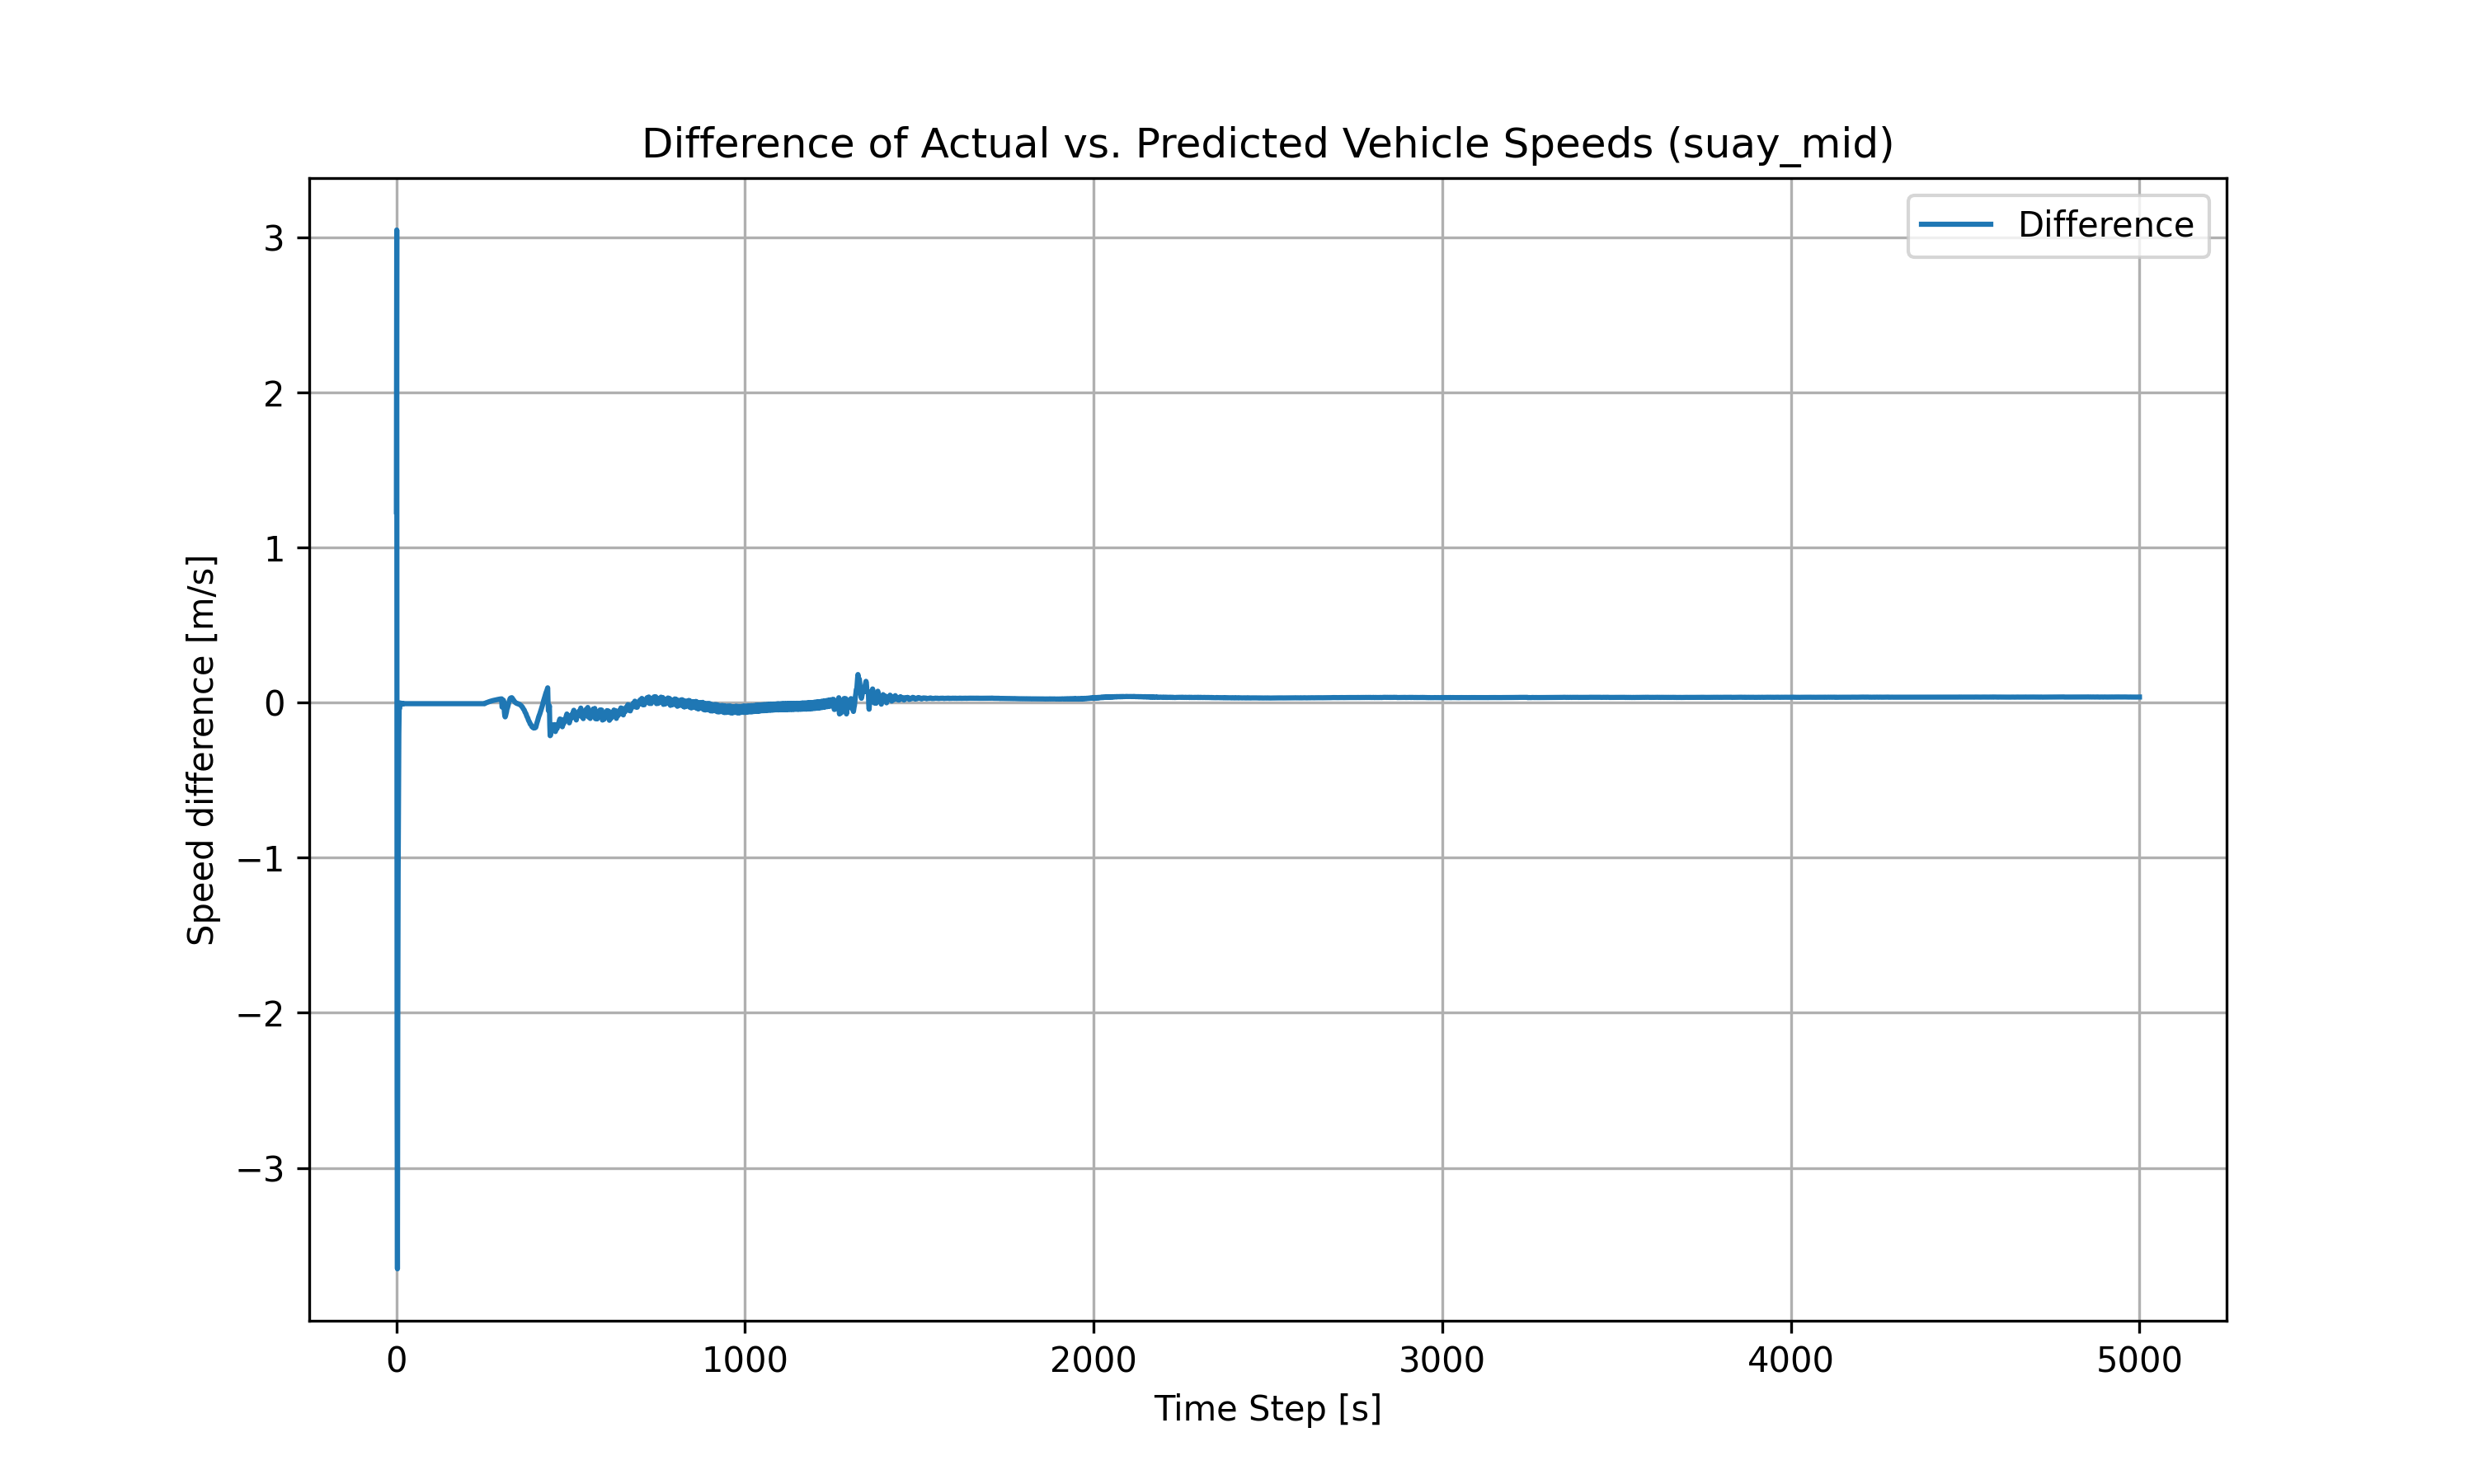 Difference of Actual vs. Predicted Vehicle Speeds (suay_mid)
Difference
3
2
1
0
−1
−2
−3
Speed difference [m/s]
0 1000 2000 3000 4000 5000
Time Step [s]